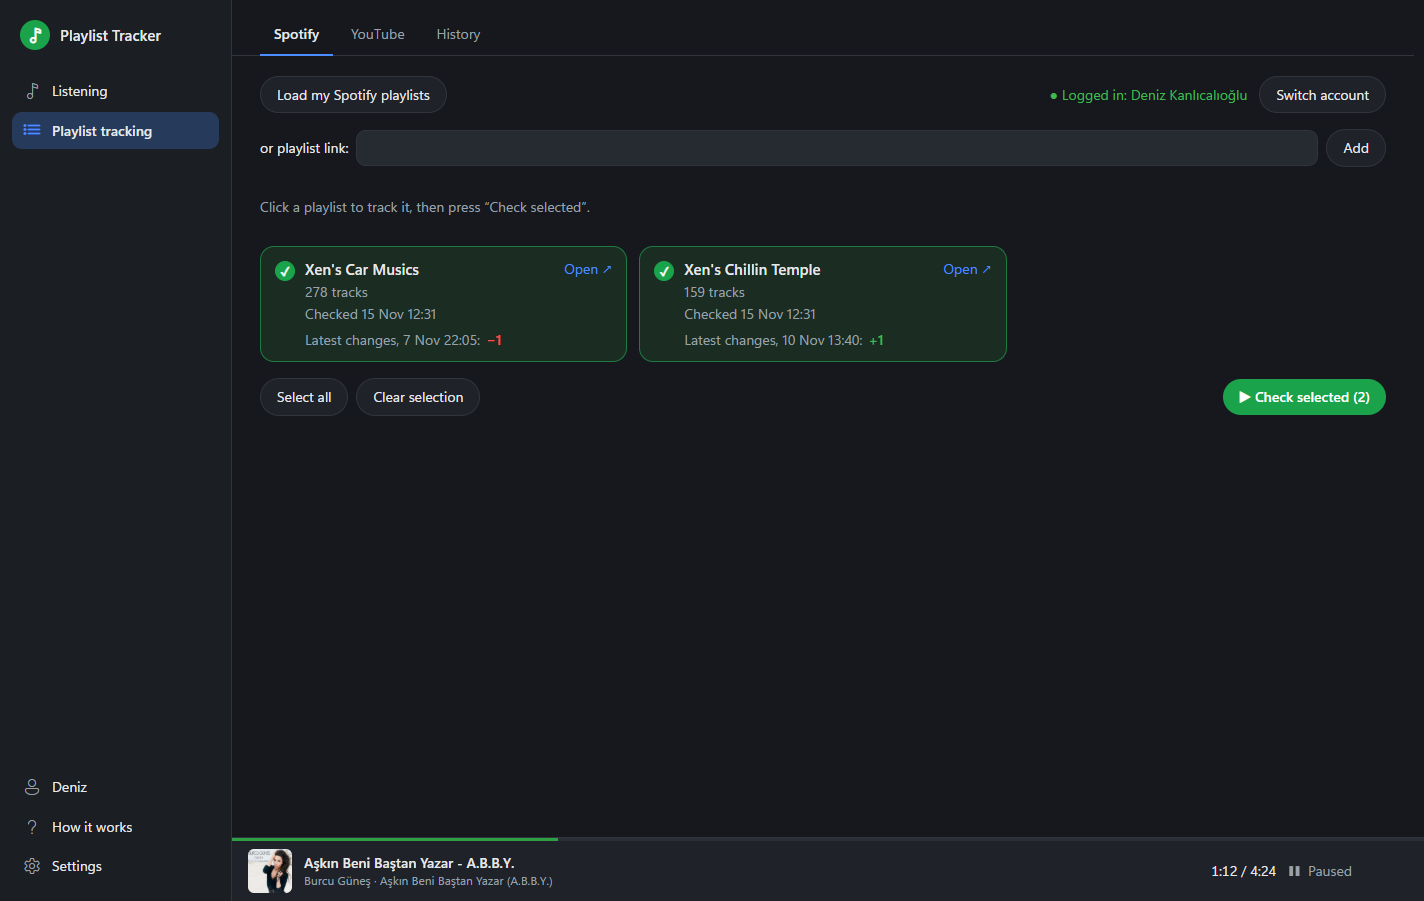 Playlist Tracker
Listening
Playlist tracking
Deniz
How it works
Settings
Spotify
YouTube
History
Load my Spotify playlists
● Logged in: Deniz Kanlıcalıoğlu
Switch account
or playlist link:
Add
Click a playlist to track it, then press “Check selected”.
Xen's Car Musics
Open ↗
278 tracks
Checked 15 Nov 12:31
Latest changes, 7 Nov 22:05: −1
Xen's Chillin Temple
Open ↗
159 tracks
Checked 15 Nov 12:31
Latest changes, 10 Nov 13:40: +1
Select all
Clear selection
▶ Check selected (2)
Aşkın Beni Baştan Yazar - A.B.B.Y.
Burcu Güneş · Aşkın Beni Baştan Yazar (A.B.B.Y.)
1:12 / 4:24
Paused